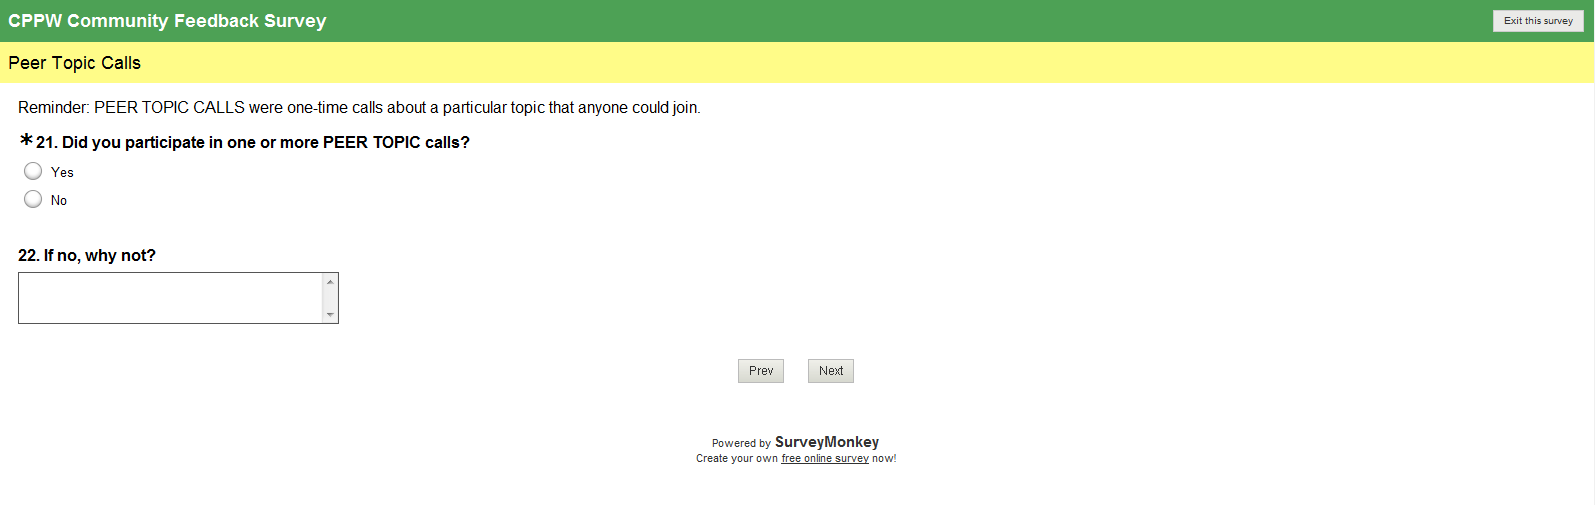 CPPW Community Feedback Survey
Exit this survey
Peer Topic Calls
Reminder: PEER TOPIC CALLS were one-time calls about a particular topic that anyone could join.
*21. Did you participate in one or more PEER TOPIC calls?
Yes
No
22. If no, why not?
Prev Next
Powered by SurveyMonkey
Create your own free online survey now!